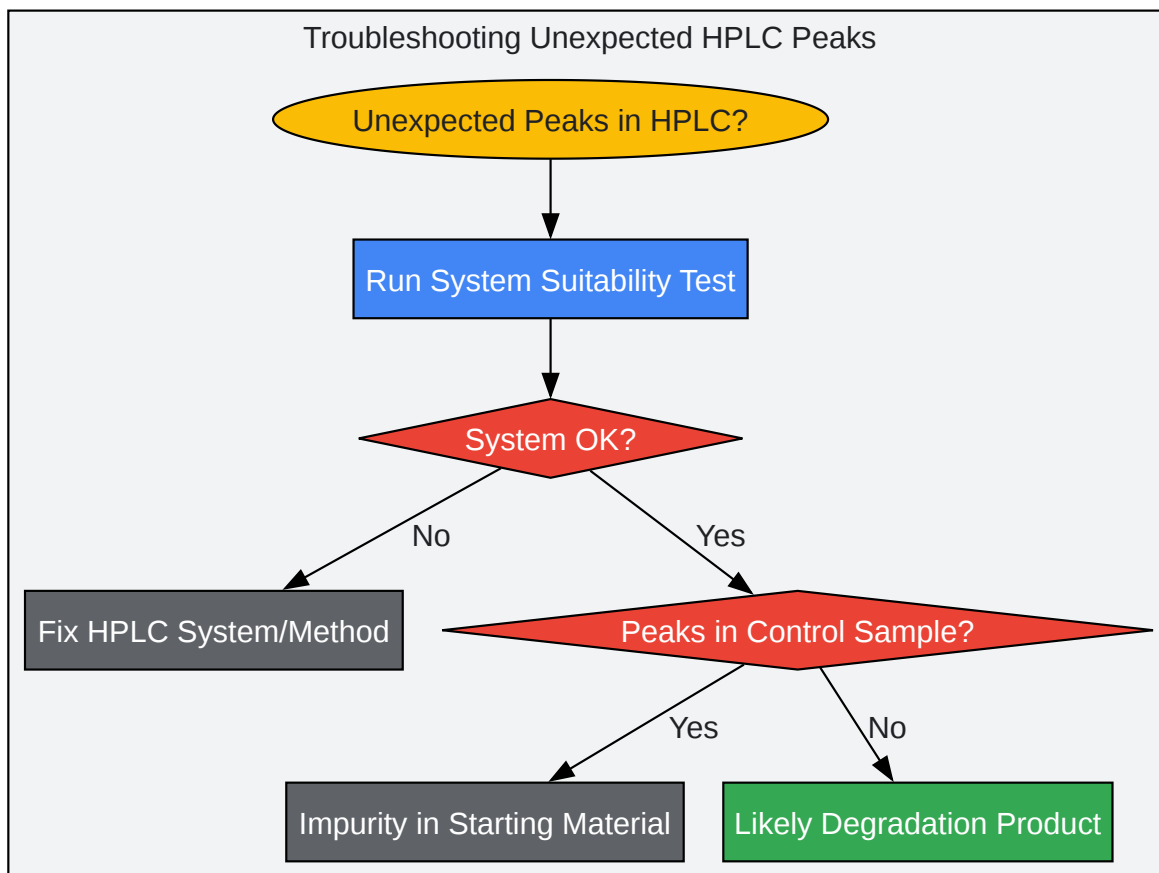 Troubleshooting Unexpected HPLC Peaks
Unexpected Peaks in HPLC?
Run System Suitability Test
System OK?
No
Yes
Fix HPLC System/Method
Peaks in Control Sample?
Yes
No
Impurity in Starting Material
Likely Degradation Product